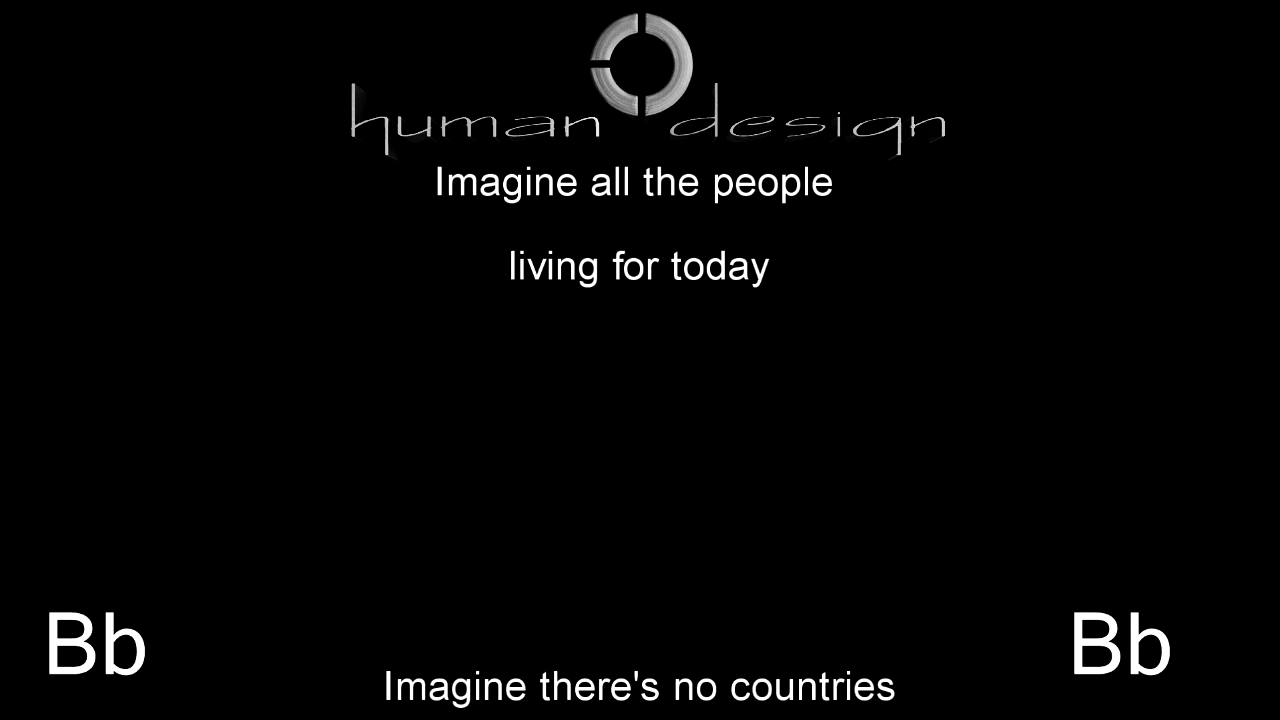 human design
Imagine all the people
living for today
Bb Bb
Imagine there's no countries